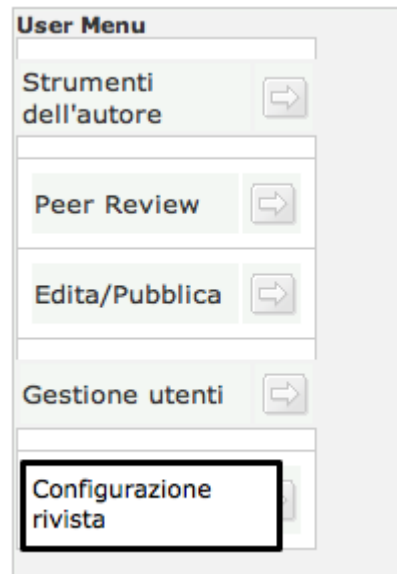 User Menu
Strumenti
dell'autore
Peer Review
Edita/Pubblica
Gestione utenti
Configurazione
rivista